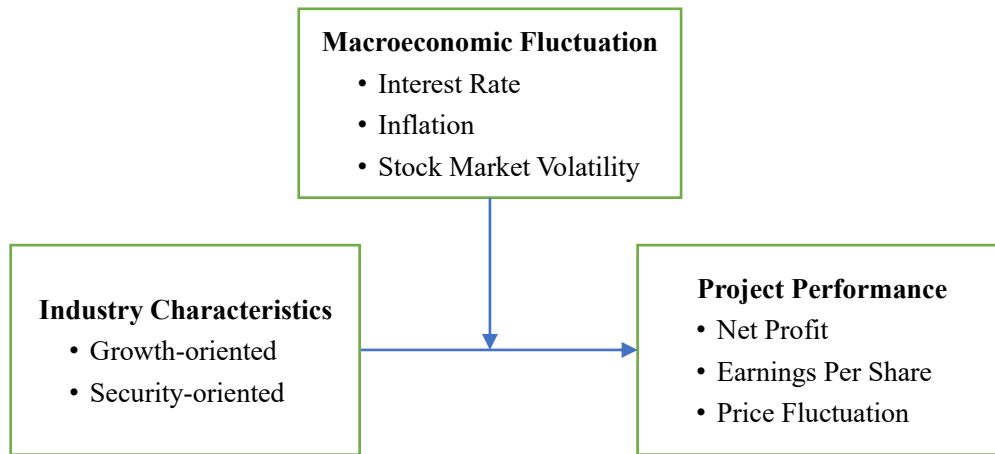 Macroeconomic Fluctuation
• Interest Rate
• Inflation
• Stock Market Volatility
Industry Characteristics
• Growth-oriented
• Security-oriented
Project Performance
• Net Profit
• Earnings Per Share
• Price Fluctuation